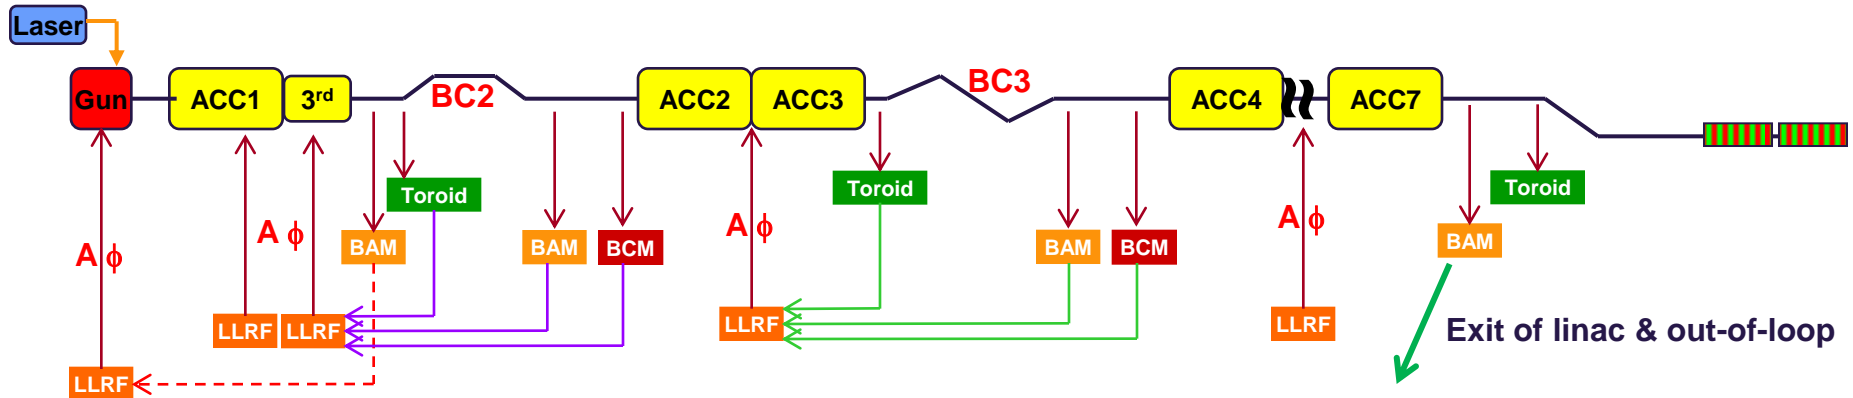 Laser
Gun
ACC1
3rd
BC2
ACC2
ACC3
BC3
ACC4
ACC7
Toroid
Toroid
Toroid
A ϕ
A ϕ
A ϕ
A ϕ
BAM
BAM
BCM
BAM
BCM
BAM
LLRF
LLRF
LLRF
LLRF
Exit of linac & out-of-loop
LLRF